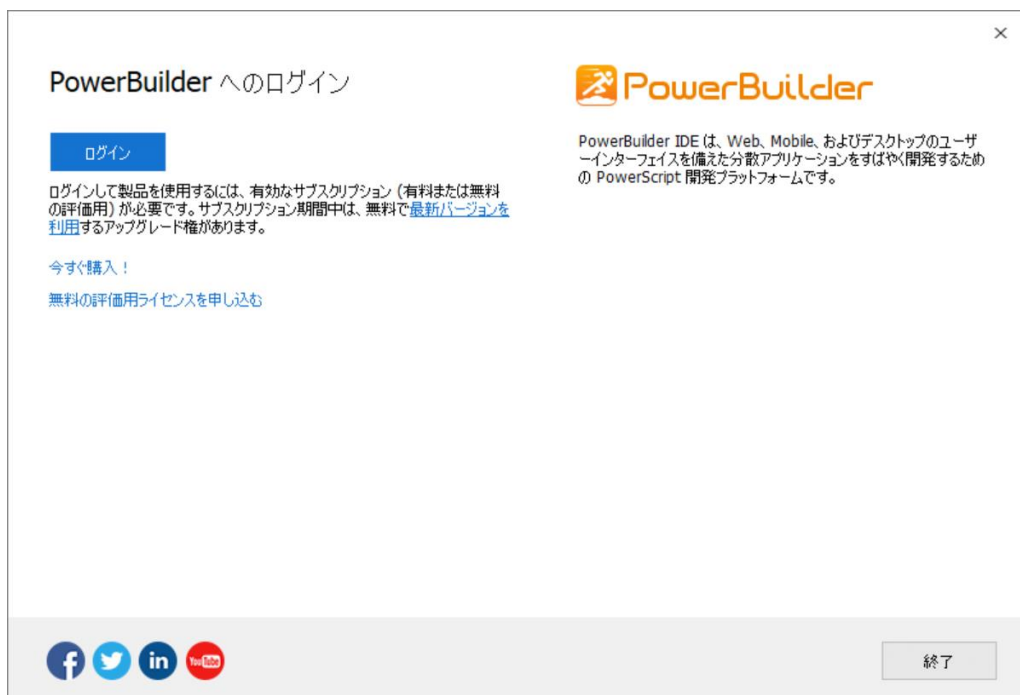 PowerBuilder へのログイン
ログイン
ログインして製品を使用するには、有効なサブスクリプション (有料または無料
の評価用) が必要です。サブスクリプション期間中は、無料で最新バージョンを
利用するアップグレード権があります。
今すぐ購入！
無料の評価用ライセンスを申し込む
PowerBuilder
PowerBuilder IDE は、Web、Mobile、およびデスクトップのユーザ
ーインターフェイスを備えた分散アプリケーションをすばやく開発するため
の PowerScript 開発プラットフォームです。
f
in
You Tube
終了